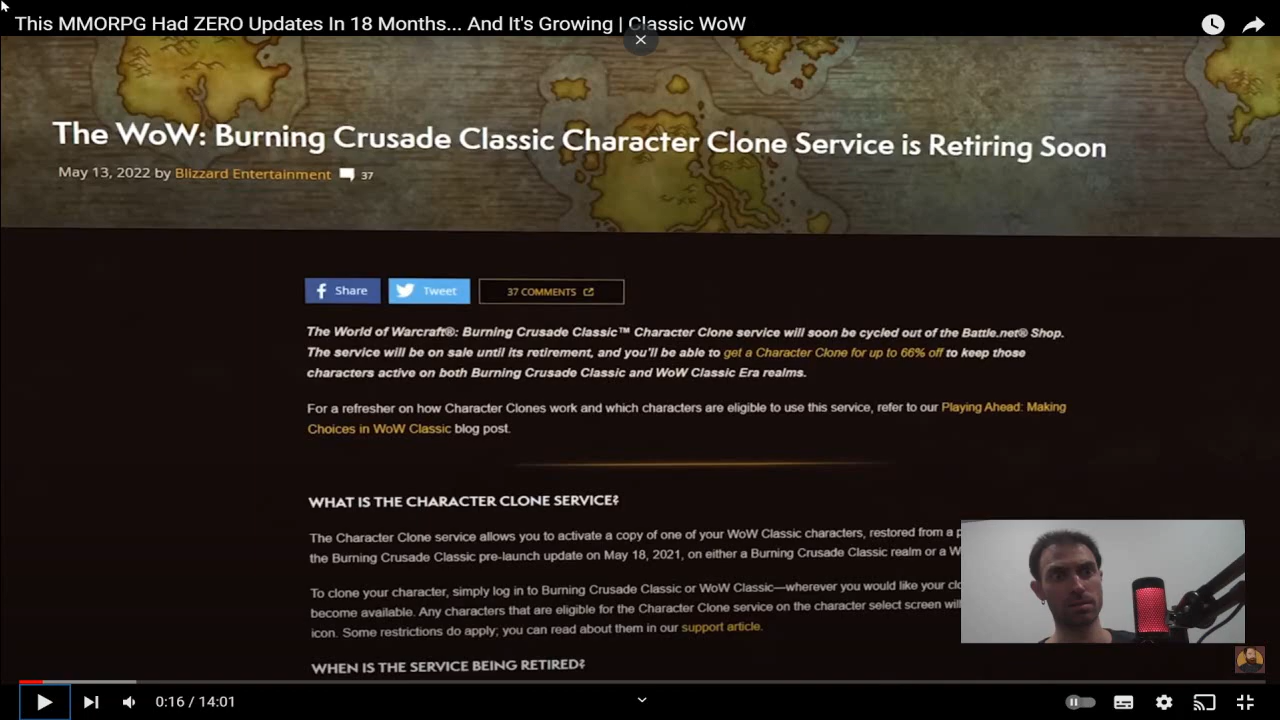 This MMORPG Had ZERO Updates In 18 Months... And It's Growing | Classic WoW
The WoW: Burning Crusade Classic Character Clone Service is Retiring Soon
May 13, 2022 by Blizzard Entertainment 37
Share Tweet 37 COMMENTS
The World of Warcraft®: Burning Crusade Classic™ Character Clone service will soon be cycled out of the Battle.net® Shop.
The service will be on sale until its retirement, and you'll be able to get a Character Clone for up to 66% off to keep those
characters active on both Burning Crusade Classic and WoW Classic Era realms.
For a refresher on how Character Clones work and which characters are eligible to use this service, refer to our Playing Ahead: Making
Choices in WoW Classic blog post.
WHAT IS THE CHARACTER CLONE SERVICE?
The Character Clone service allows you to activate a copy of one of your WoW Classic characters, restored from a
the Burning Crusade Classic pre-launch update on May 18, 2021, on either a Burning Crusade Classic realm or a
To clone your character, simply log in to Burning Crusade Classic or WoW Classic—wherever you would like your
become available. Any characters that are eligible for the Character Clone service on the character select screen will
icon. Some restrictions do apply; you can read about them in our support article.
WHEN IS THE SERVICE BEING RETIRED?
0:16 / 14:01